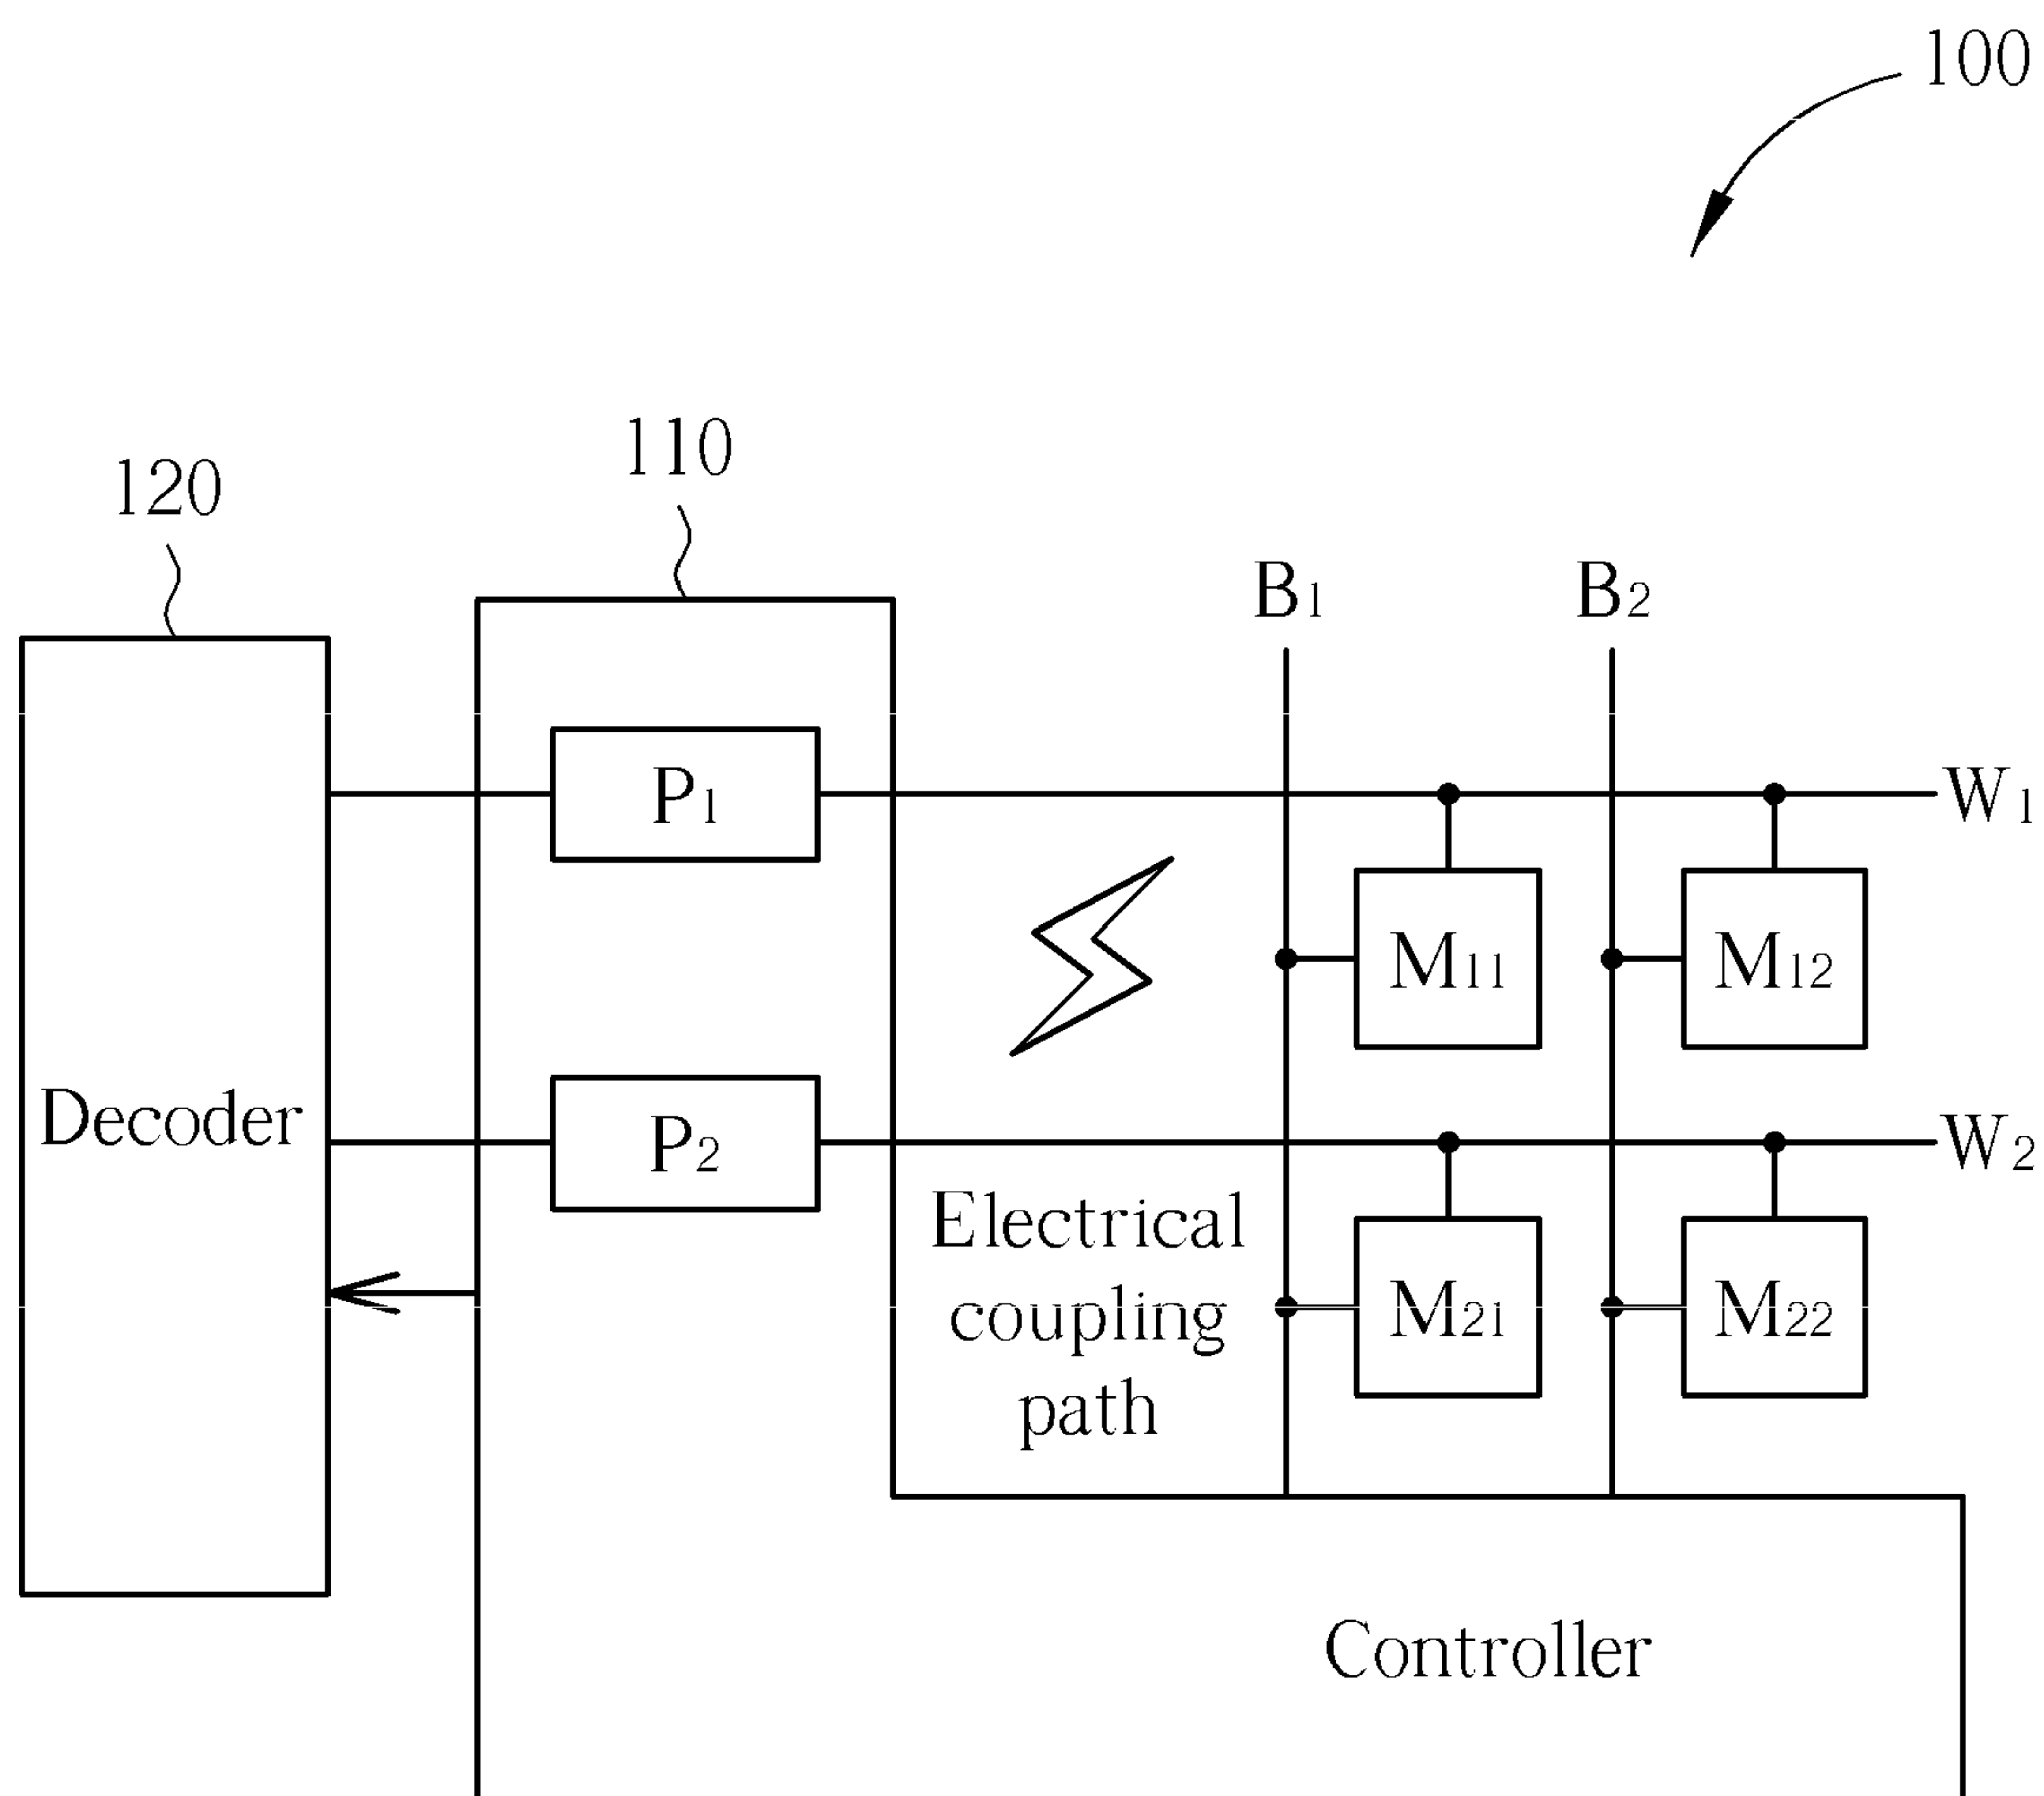 100
110
120
B1
B2
P1
W1
M11
M12
Decoder
P2
W2
Electrical
coupling
path
M21
M22
Controller